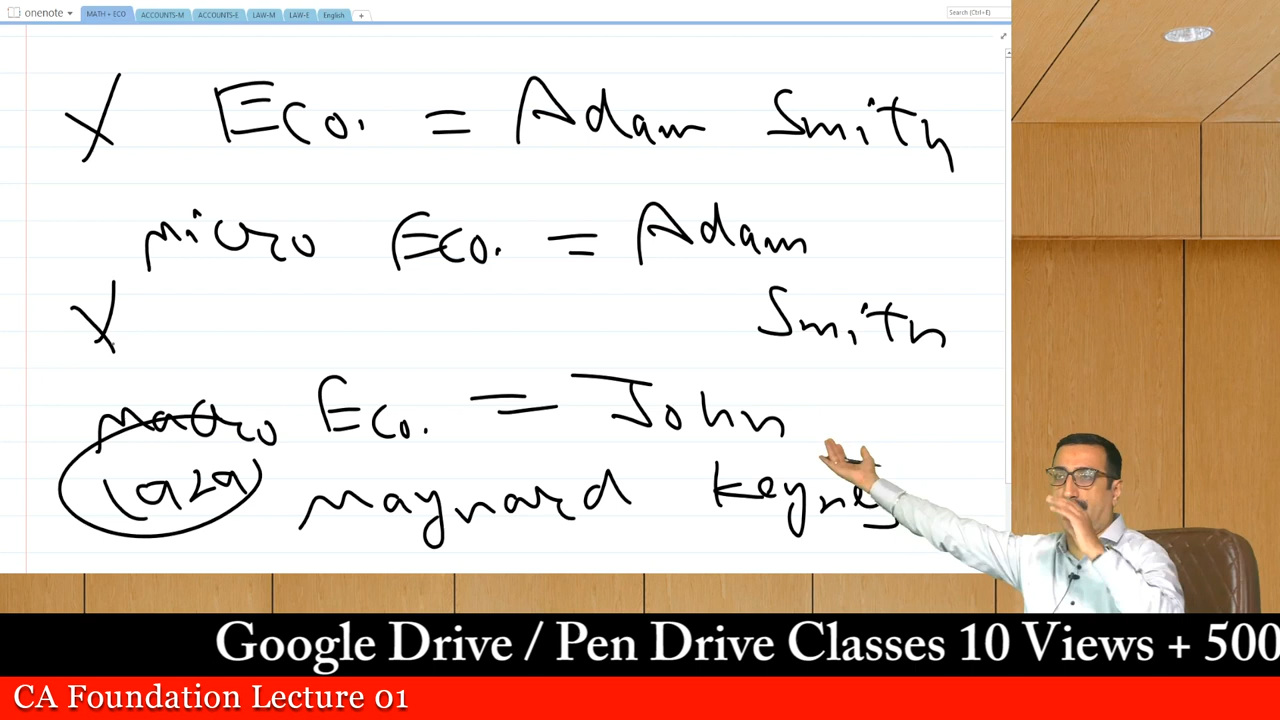 onenote MATH + ECO ACCOUNTS-M ACCOUNTS-E LAW-M LAW-E English + Search (Ctrl+E)
X Eco. = Adam Smith
micro Eco. = Adam
X Smith
macro Eco. = John
1929 maynard keynes
Google Drive / Pen Drive Classes 10 Views + 500
CA Foundation Lecture 01